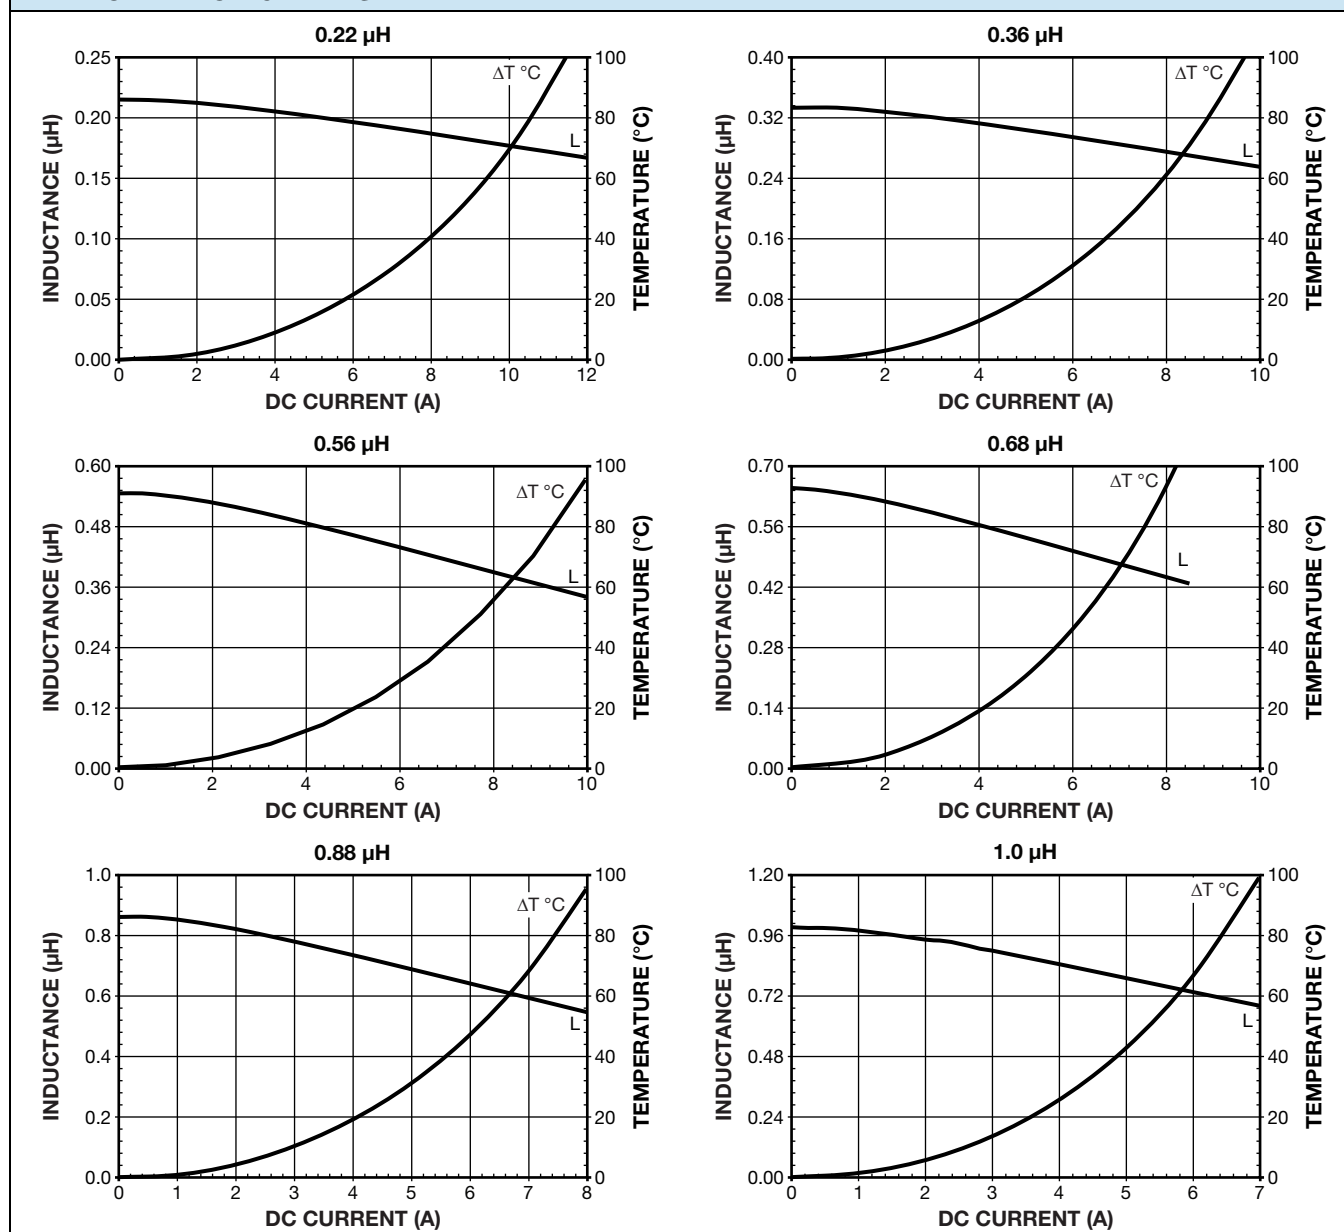 0.22 µH
0.25
0.20
0.15
0.10
0.05
0.00
INDUCTANCE (µH)
ΔT °C
L
100
80
60
40
20
0
TEMPERATURE (°C)
0 2 4 6 8 10 12
DC CURRENT (A)
0.36 µH
0.40
0.32
0.24
0.16
0.08
0.00
INDUCTANCE (µH)
ΔT °C
L
100
80
60
40
20
0
TEMPERATURE (°C)
0 2 4 6 8 10
DC CURRENT (A)
0.56 µH
0.60
0.48
0.36
0.24
0.12
0.00
INDUCTANCE (µH)
ΔT °C
L
100
80
60
40
20
0
TEMPERATURE (°C)
0 2 4 6 8 10
DC CURRENT (A)
0.68 µH
0.70
0.56
0.42
0.28
0.14
0.00
INDUCTANCE (µH)
ΔT °C
L
100
80
60
40
20
0
TEMPERATURE (°C)
0 2 4 6 8 10
DC CURRENT (A)
0.88 µH
1.0
0.8
0.6
0.4
0.2
0.0
INDUCTANCE (µH)
ΔT °C
L
100
80
60
40
20
0
TEMPERATURE (°C)
0 1 2 3 4 5 6 7 8
DC CURRENT (A)
1.0 µH
1.20
0.96
0.72
0.48
0.24
0.00
INDUCTANCE (µH)
ΔT °C
L
100
80
60
40
20
0
TEMPERATURE (°C)
0 1 2 3 4 5 6 7
DC CURRENT (A)